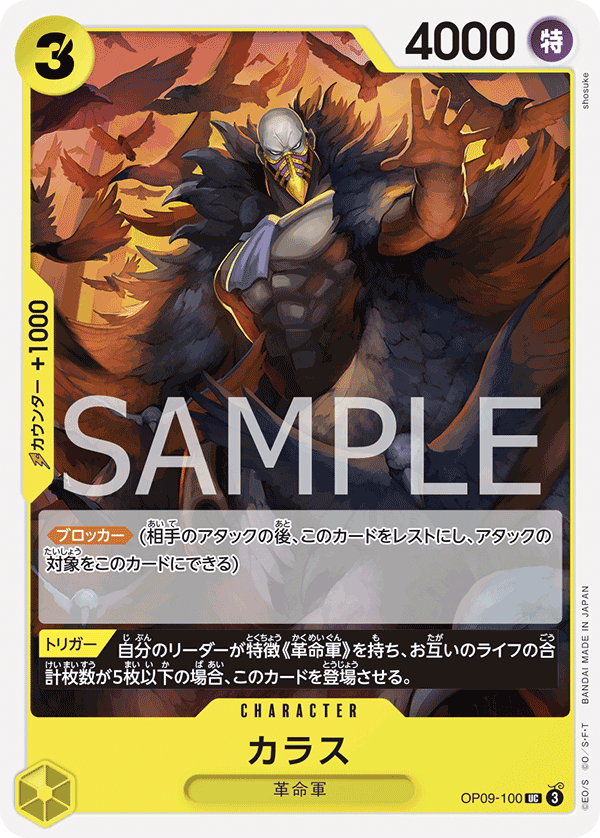 3
4000
特
shosuke
カウンター +1000
SAMPLE
ブロッカー (相手のアタックの後、このカードをレストにし、アタックの
対象をこのカードにできる)
トリガー 自分のリーダーが特徴《革命軍》を持ち、お互いのライフの合
計枚数が5枚以下の場合、このカードを登場させる。
CHARACTER
カラス
革命軍
OP09-100 UC 3
©E.O/S ©O/S・F・T BANDAI MADE IN JAPAN